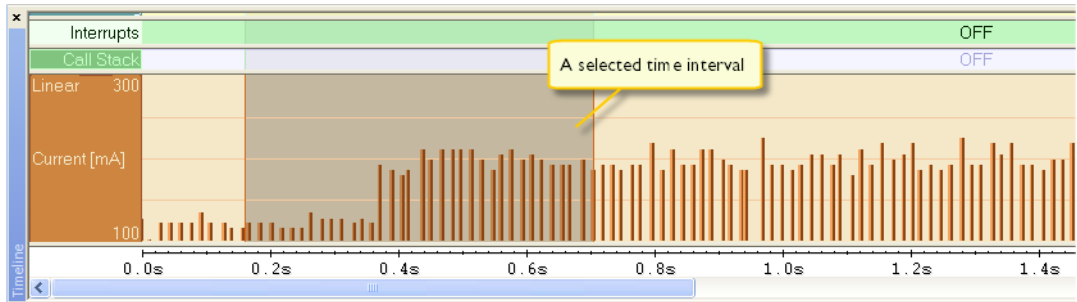 Interrupts
OFF
Call Stack
OFF
A selected time interval
Linear 300
Current [mA]
100
Timeline
0.0s 0.2s 0.4s 0.6s 0.8s 1.0s 1.2s 1.4s